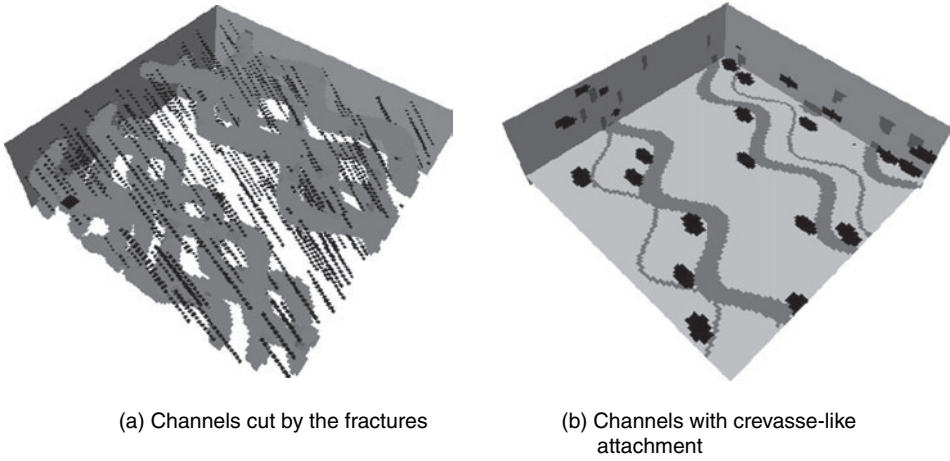 (a) Channels cut by the fractures
(b) Channels with crevasse-like
attachment